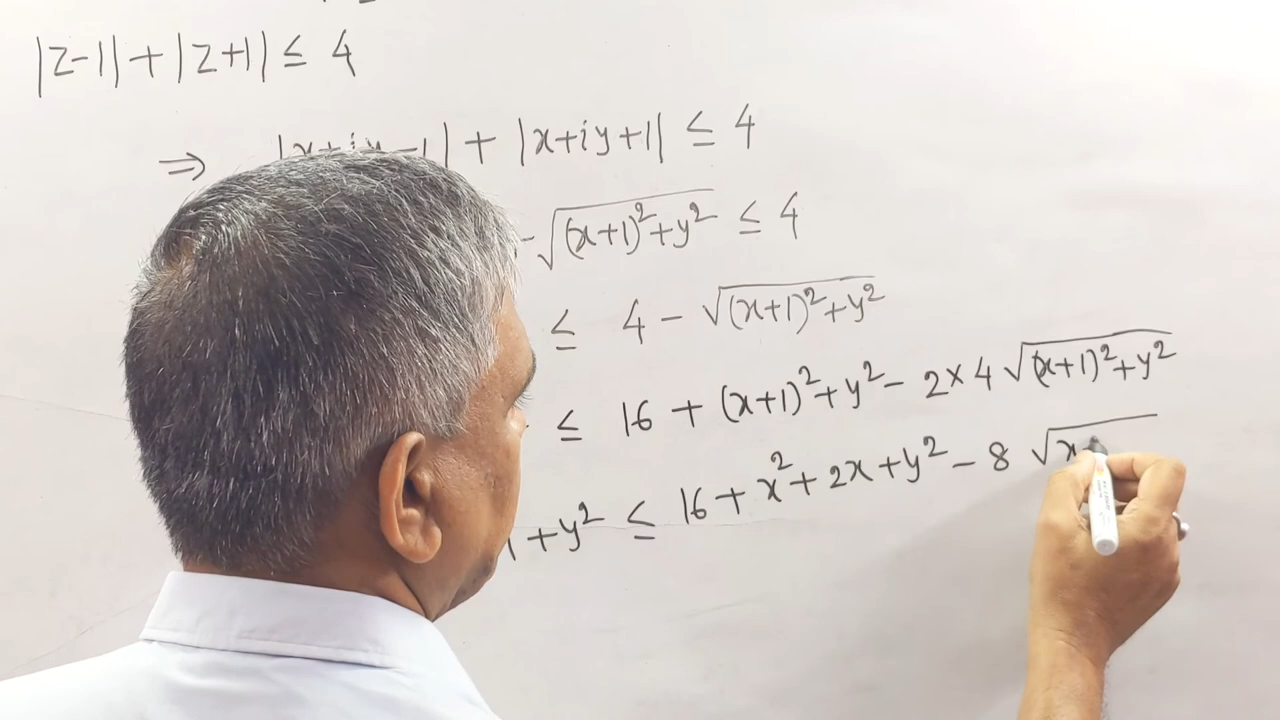 |z-1| + |z+1| ≤ 4
⇒ |x+iy-1| + |x+iy+1| ≤ 4
√(x+1)²+y² ≤ 4
≤ 4 - √(x+1)²+y²
≤ 16 + (x+1)²+y² - 2×4 √(x+1)²+y²
+y² ≤ 16 + x² + 2x + y² - 8 √x